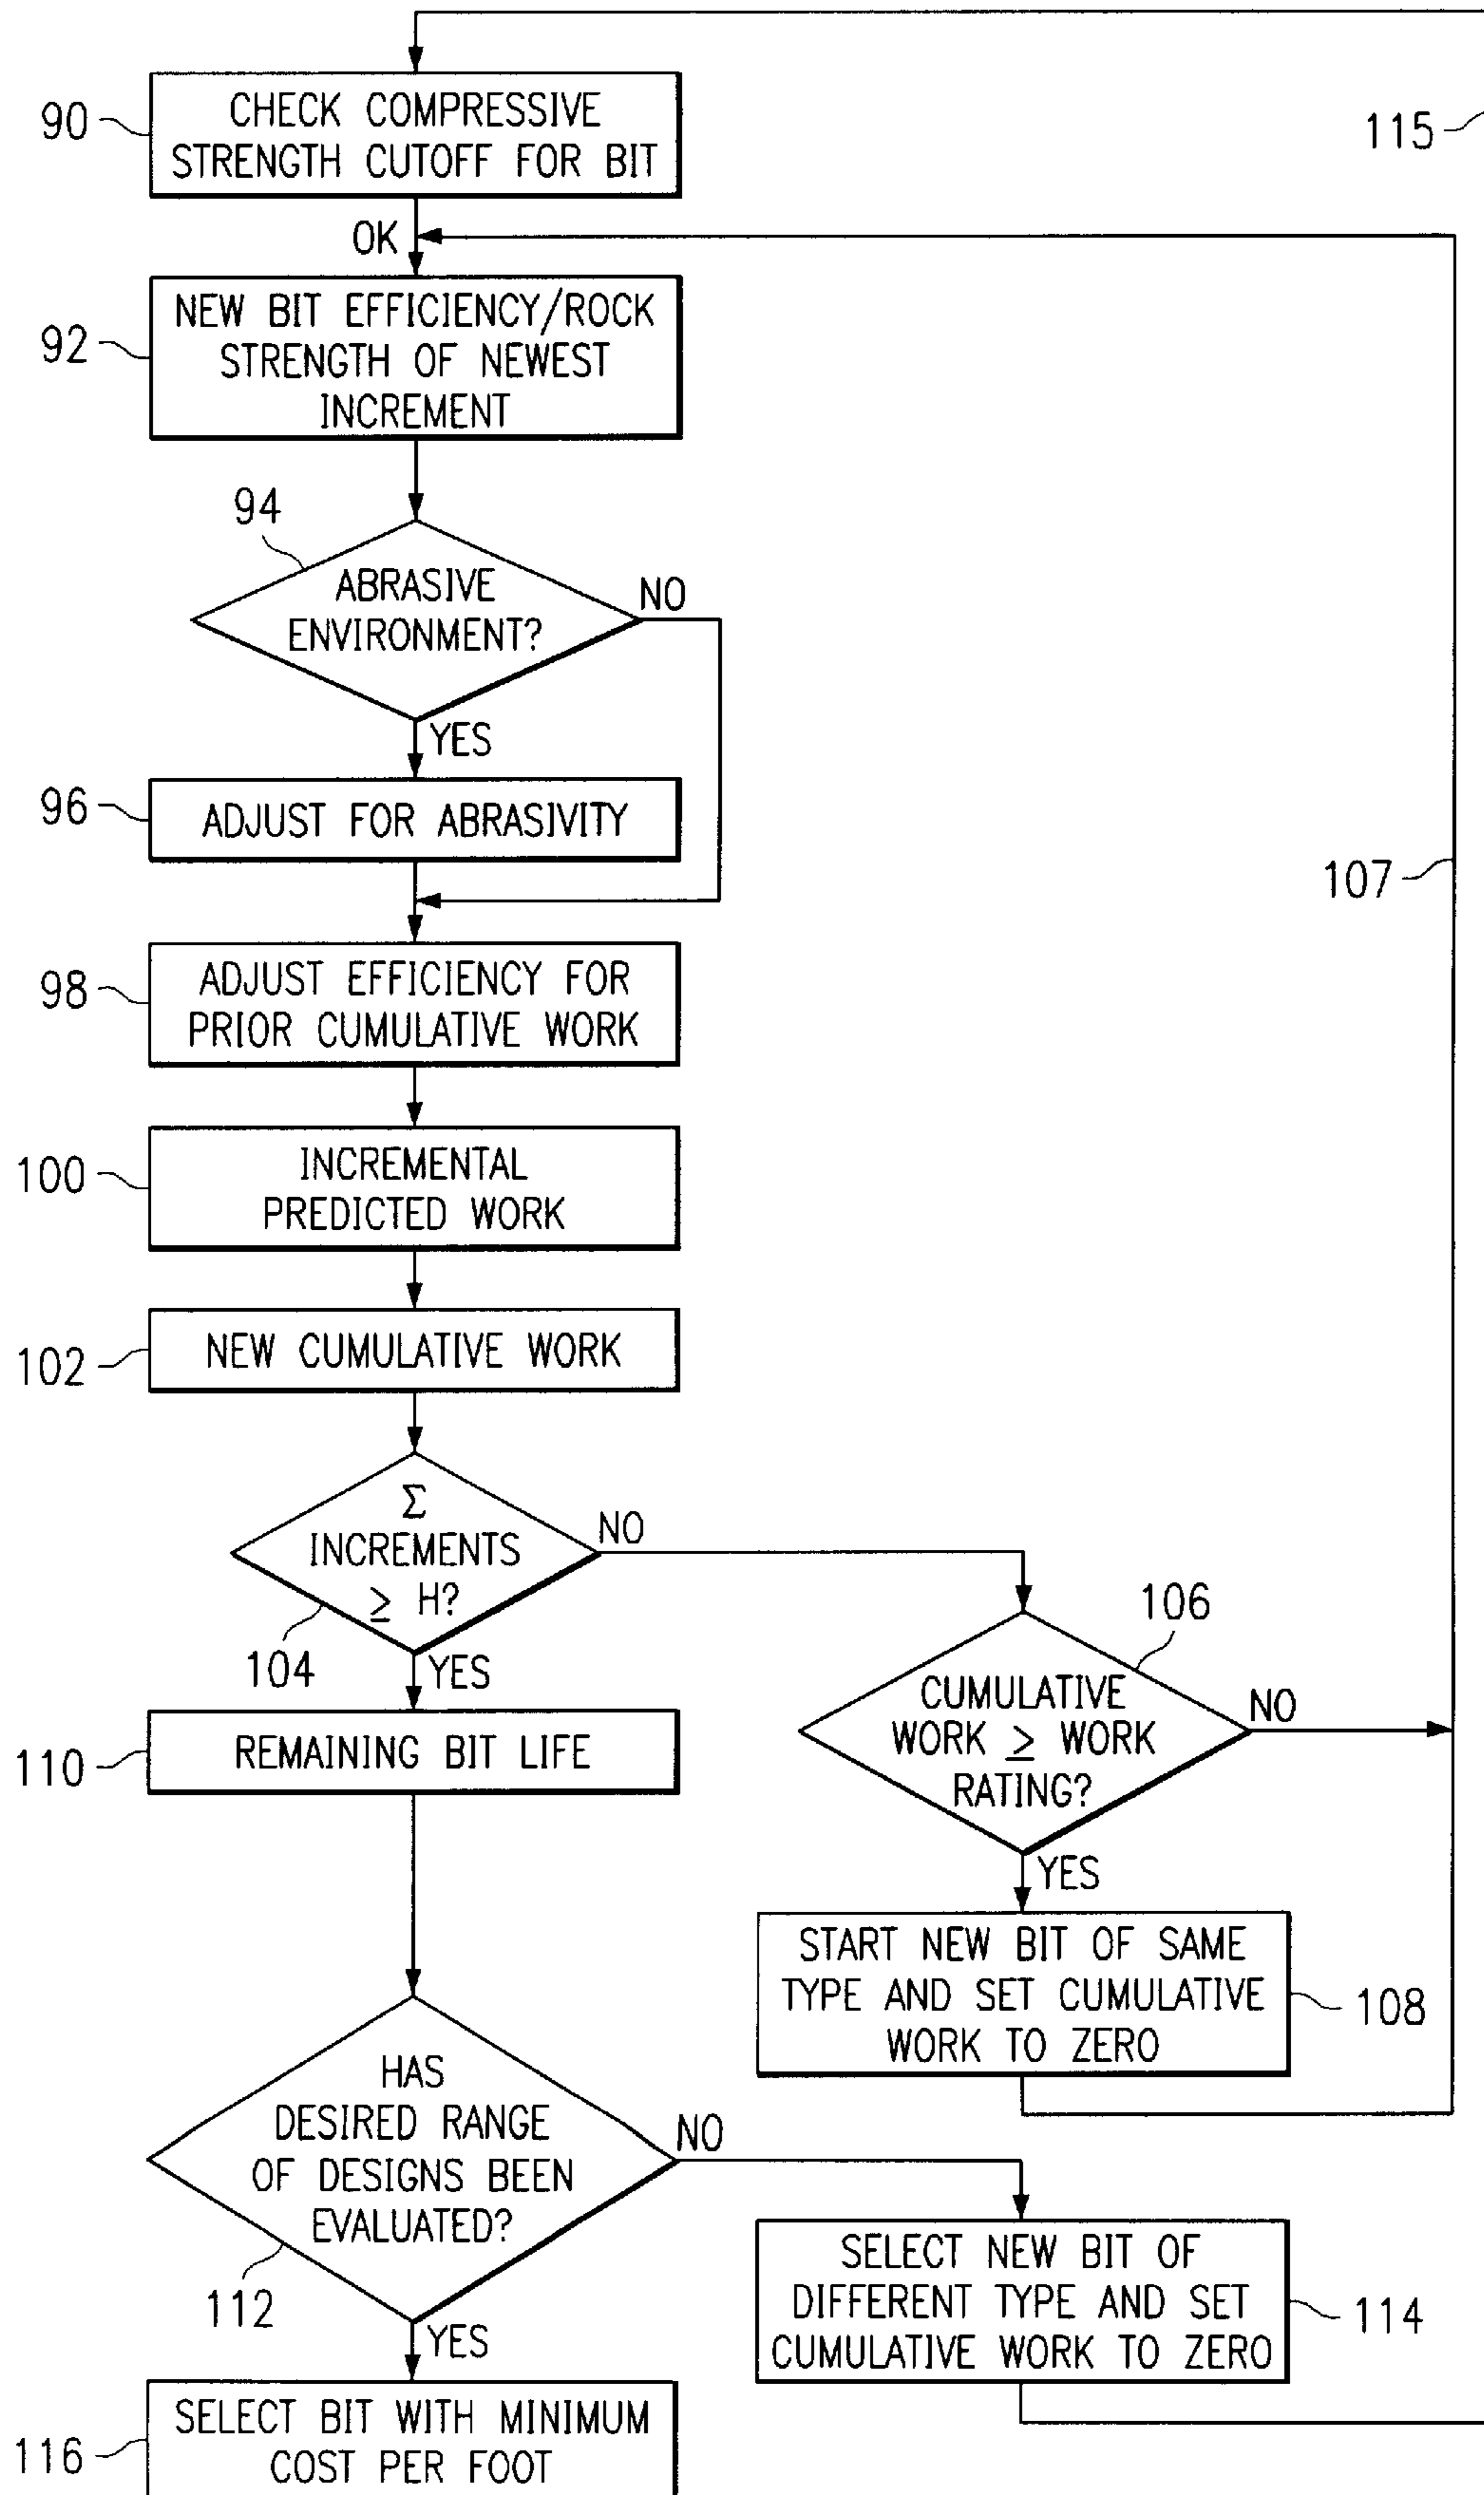 90
CHECK COMPRESSIVE
STRENGTH CUTOFF FOR BIT
115
OK
92
NEW BIT EFFICIENCY/ROCK
STRENGTH OF NEWEST
INCREMENT
94
ABRASIVE
ENVIRONMENT?
NO
YES
96
ADJUST FOR ABRASIVITY
107
98
ADJUST EFFICIENCY FOR
PRIOR CUMULATIVE WORK
100
INCREMENTAL
PREDICTED WORK
102
NEW CUMULATIVE WORK
Σ
INCREMENTS
≥ H?
NO
104
YES
106
CUMULATIVE
WORK ≥ WORK
RATING?
NO
YES
110
REMAINING BIT LIFE
START NEW BIT OF SAME
TYPE AND SET CUMULATIVE
WORK TO ZERO
108
HAS
DESIRED RANGE
OF DESIGNS BEEN
EVALUATED?
NO
112
YES
SELECT NEW BIT OF
DIFFERENT TYPE AND SET
CUMULATIVE WORK TO ZERO
114
116
SELECT BIT WITH MINIMUM
COST PER FOOT